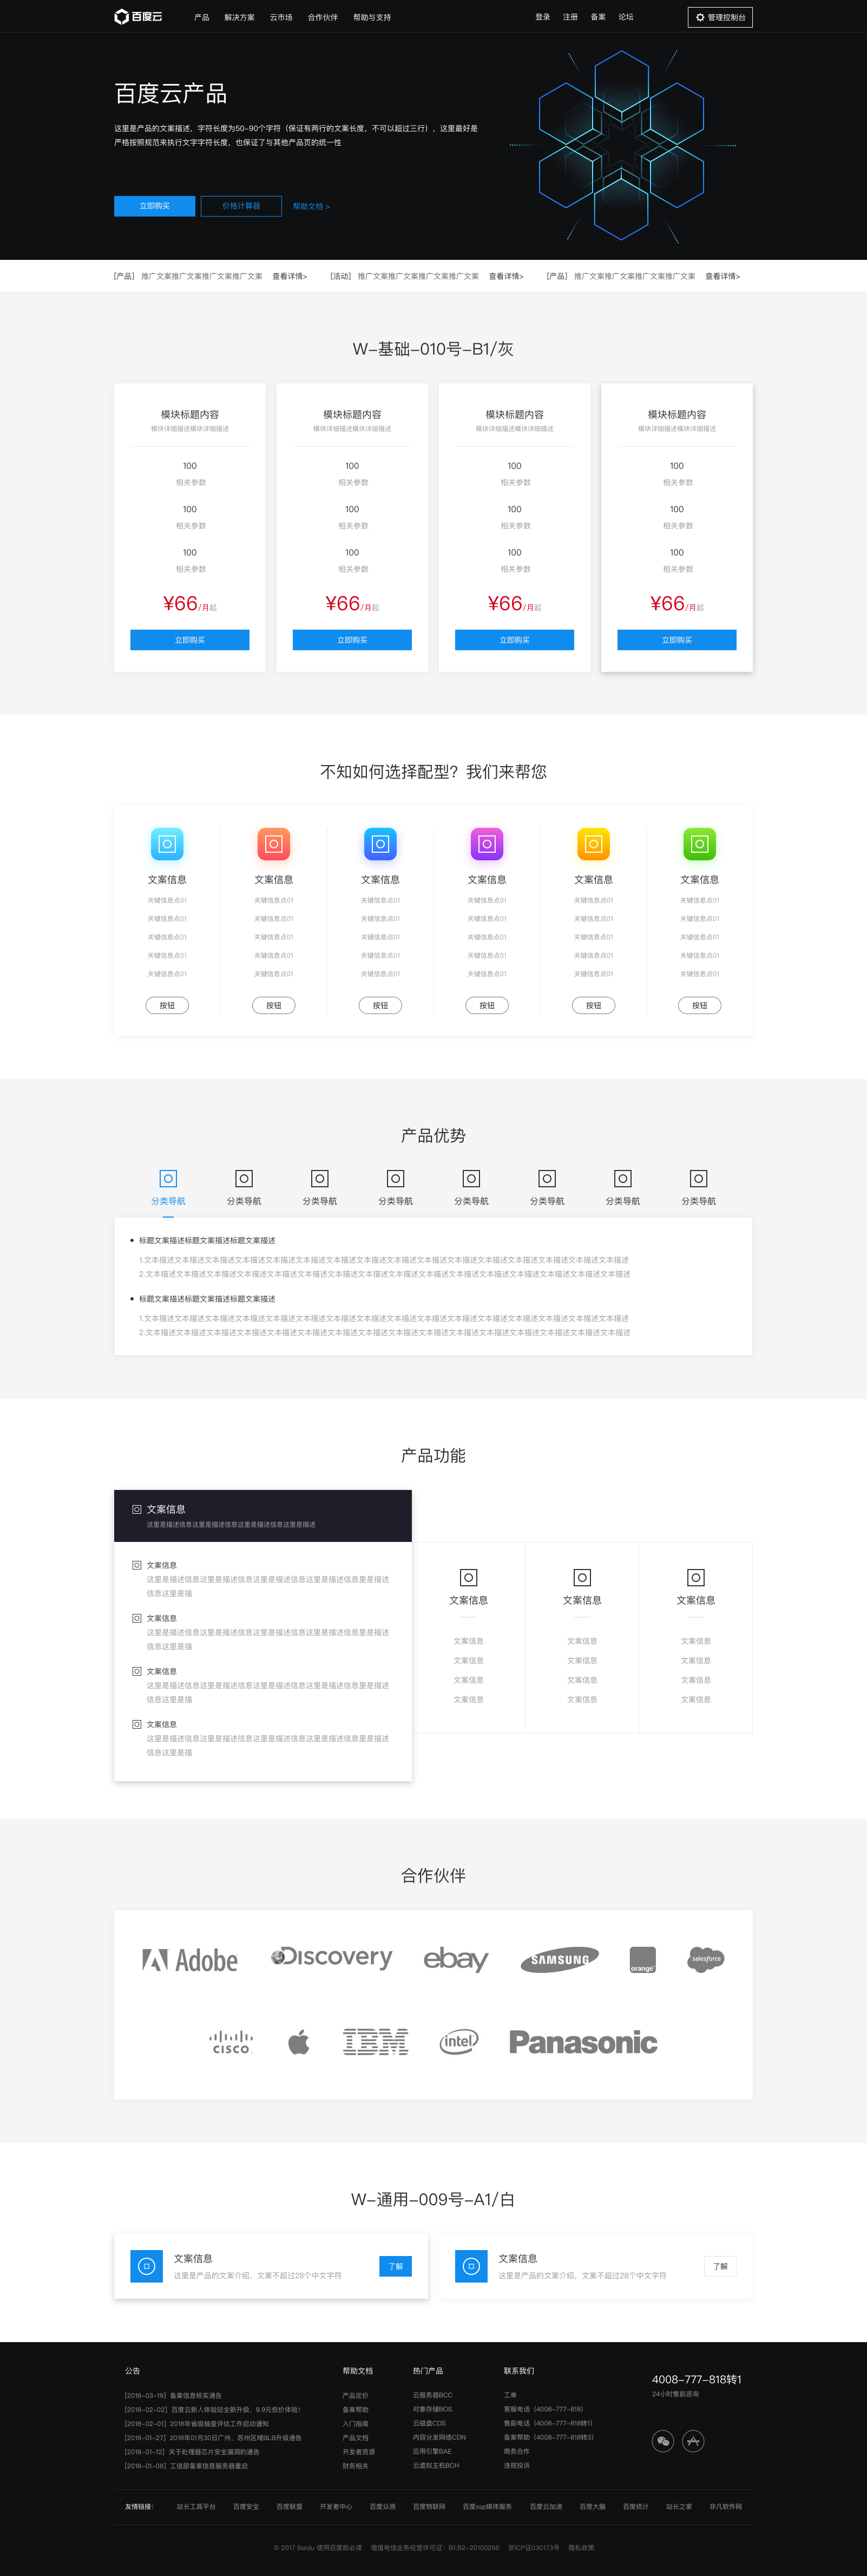 百度云 产品 解决方案 云市场 合作伙伴 帮助与支持 登录 注册 备案 论坛 管理控制台
百度云产品
这里是产品的文案描述，字符长度为50-90个字符（保证有两行的文案长度，不可以超过三行），这里最好是
严格按照规范来执行文字字符长度，也保证了与其他产品页的统一性
立即购买 价格计算器 帮助文档 >
[产品] 推广文案推广文案推广文案推广文案 查看详情> [活动] 推广文案推广文案推广文案推广文案 查看详情> [产品] 推广文案推广文案推广文案推广文案 查看详情>
W-基础-010号-B1/灰
模块标题内容 模块标题内容 模块标题内容 模块标题内容
模块详细描述模块详细描述 模块详细描述模块详细描述 模块详细描述模块详细描述 模块详细描述模块详细描述
100 100 100 100
相关参数 相关参数 相关参数 相关参数
100 100 100 100
相关参数 相关参数 相关参数 相关参数
100 100 100 100
相关参数 相关参数 相关参数 相关参数
¥66/月起 ¥66/月起 ¥66/月起 ¥66/月起
立即购买 立即购买 立即购买 立即购买
不知如何选择配型？我们来帮您
文案信息 文案信息 文案信息 文案信息 文案信息 文案信息
关键信息点01 关键信息点01 关键信息点01 关键信息点01 关键信息点01 关键信息点01
关键信息点01 关键信息点01 关键信息点01 关键信息点01 关键信息点01 关键信息点01
关键信息点01 关键信息点01 关键信息点01 关键信息点01 关键信息点01 关键信息点01
关键信息点01 关键信息点01 关键信息点01 关键信息点01 关键信息点01 关键信息点01
关键信息点01 关键信息点01 关键信息点01 关键信息点01 关键信息点01 关键信息点01
按钮 按钮 按钮 按钮 按钮 按钮
产品优势
分类导航 分类导航 分类导航 分类导航 分类导航 分类导航 分类导航 分类导航
标题文案描述标题文案描述标题文案描述
1.文本描述文本描述文本描述文本描述文本描述文本描述文本描述文本描述文本描述文本描述文本描述文本描述文本描述文本描述文本描述文本描述
2.文本描述文本描述文本描述文本描述文本描述文本描述文本描述文本描述文本描述文本描述文本描述文本描述文本描述文本描述文本描述文本描述
标题文案描述标题文案描述标题文案描述
1.文本描述文本描述文本描述文本描述文本描述文本描述文本描述文本描述文本描述文本描述文本描述文本描述文本描述文本描述文本描述文本描述
2.文本描述文本描述文本描述文本描述文本描述文本描述文本描述文本描述文本描述文本描述文本描述文本描述文本描述文本描述文本描述文本描述
产品功能
文案信息
这里是描述信息这里是描述信息这里是描述信息这里是描述
文案信息
这里是描述信息这里是描述信息这里是描述信息这里是描述信息里是描述
信息这里是描
文案信息
这里是描述信息这里是描述信息这里是描述信息这里是描述信息里是描述
信息这里是描
文案信息
这里是描述信息这里是描述信息这里是描述信息这里是描述信息里是描述
信息这里是描
文案信息
这里是描述信息这里是描述信息这里是描述信息这里是描述信息里是描述
信息这里是描
文案信息 文案信息 文案信息
文案信息 文案信息 文案信息
文案信息 文案信息 文案信息
文案信息 文案信息 文案信息
文案信息 文案信息 文案信息
合作伙伴
Adobe Discovery ebay SAMSUNG orange salesforce
CISCO IBM intel Panasonic
W-通用-009号-A1/白
文案信息
这里是产品的文案介绍，文案不超过28个中文字符
了解
文案信息
这里是产品的文案介绍，文案不超过28个中文字符
了解
公告
[2018-03-19] 备案信息核实通告
[2018-02-02] 百度云新人体验站全新升级，9.9元低价体验！
[2018-02-01] 2018年省级抽查评估工作启动通知
[2018-01-27] 2018年01月30日广州、苏州区域BLB升级通告
[2018-01-12] 关于处理器芯片安全漏洞的通告
[2018-01-08] 工信部备案信息服务器重启
帮助文档
产品定价
备案帮助
入门指南
产品文档
开发者资源
财务相关
热门产品
云服务器BCC
对象存储BOS
云磁盘CDS
内容分发网络CDN
应用引擎BAE
云虚拟主机BCH
联系我们
工单
客服电话（4008-777-818）
售前电话（4008-777-818转1）
备案帮助（4008-777-818转3）
商务合作
违规投诉
4008-777-818转1
24小时售前咨询
友情链接： 站长工具平台 百度安全 百度联盟 开发者中心 百度众测 百度物联网 百度ssp媒体服务 百度云加速 百度大脑 百度统计 站长之家 非凡软件网
© 2017 Baidu 使用百度前必读 增值电信业务经营许可证：B1.B2-20100266 京ICP证030173号 隐私政策